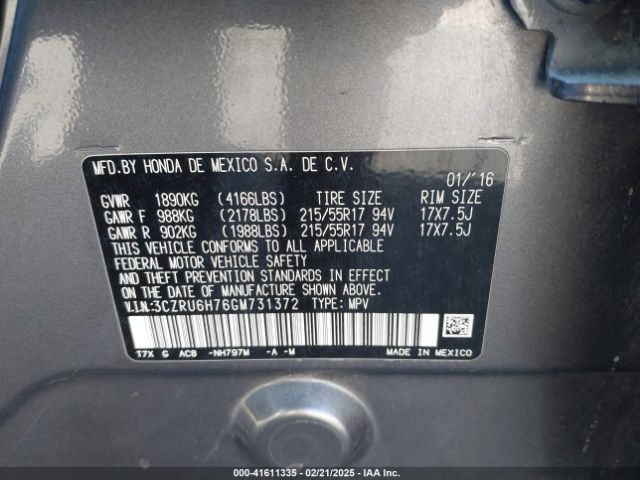 MFD.BY HONDA DE MEXICO S.A. DE C.V.
01/'16
GVWR 1890KG (4166LBS) TIRE SIZE RIM SIZE
GAWR F 988KG (2178LBS) 215/55R17 94V 17X7.5J
GAWR R 902KG (1988LBS) 215/55R17 94V 17X7.5J
THIS VEHICLE CONFORMS TO ALL APPLICABLE
FEDERAL MOTOR VEHICLE SAFETY
AND THEFT PREVENTION STANDARDS IN EFFECT
ON THE DATE OF MANUFACTURE SHOWN ABOVE.
V.I.N.:3CZRU6H76GM731372 TYPE: MPV
T7X G ACB -NH797M -A -M MADE IN MEXICO
000-41611335 - 02/21/2025 - IAA Inc.